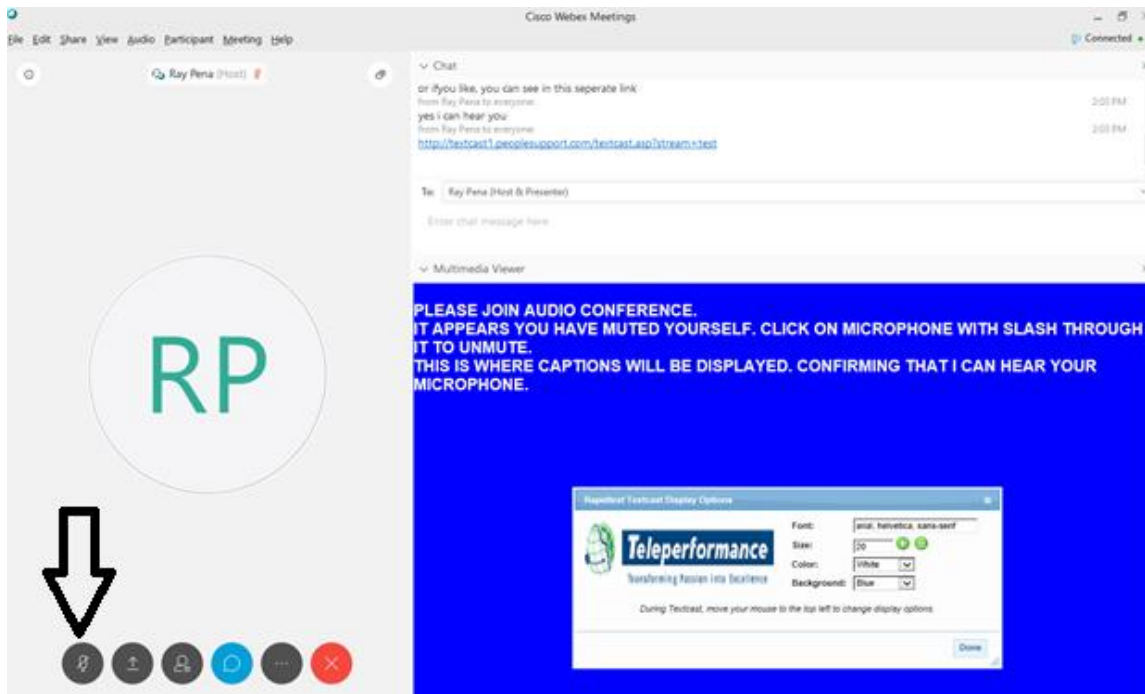 Cisco Webex Meetings
File Edit Share View Audio Participant Meeting Help
Connected
Ray Pena (Host)
Chat
or ifyou like, you can see in this seperate link
from Ray Pena to everyone:
2:03 PM
yes i can hear you
from Ray Pena to everyone:
2:03 PM
http://textcast1.peoplesupport.com/textcast.asp?stream=test
To: Ray Pena (Host & Presenter)
Enter chat message here
Multimedia Viewer
RP
PLEASE JOIN AUDIO CONFERENCE.
IT APPEARS YOU HAVE MUTED YOURSELF. CLICK ON MICROPHONE WITH SLASH THROUGH
IT TO UNMUTE.
THIS IS WHERE CAPTIONS WILL BE DISPLAYED. CONFIRMING THAT I CAN HEAR YOUR
MICROPHONE.
Rapidtext Textcast Display Options
Teleperformance
Transforming Passion into Excellence
Font: arial, helvetica, sans-serif
Size: 20
Color: White
Background: Blue
During Textcast, move your mouse to the top left to change display options.
Done